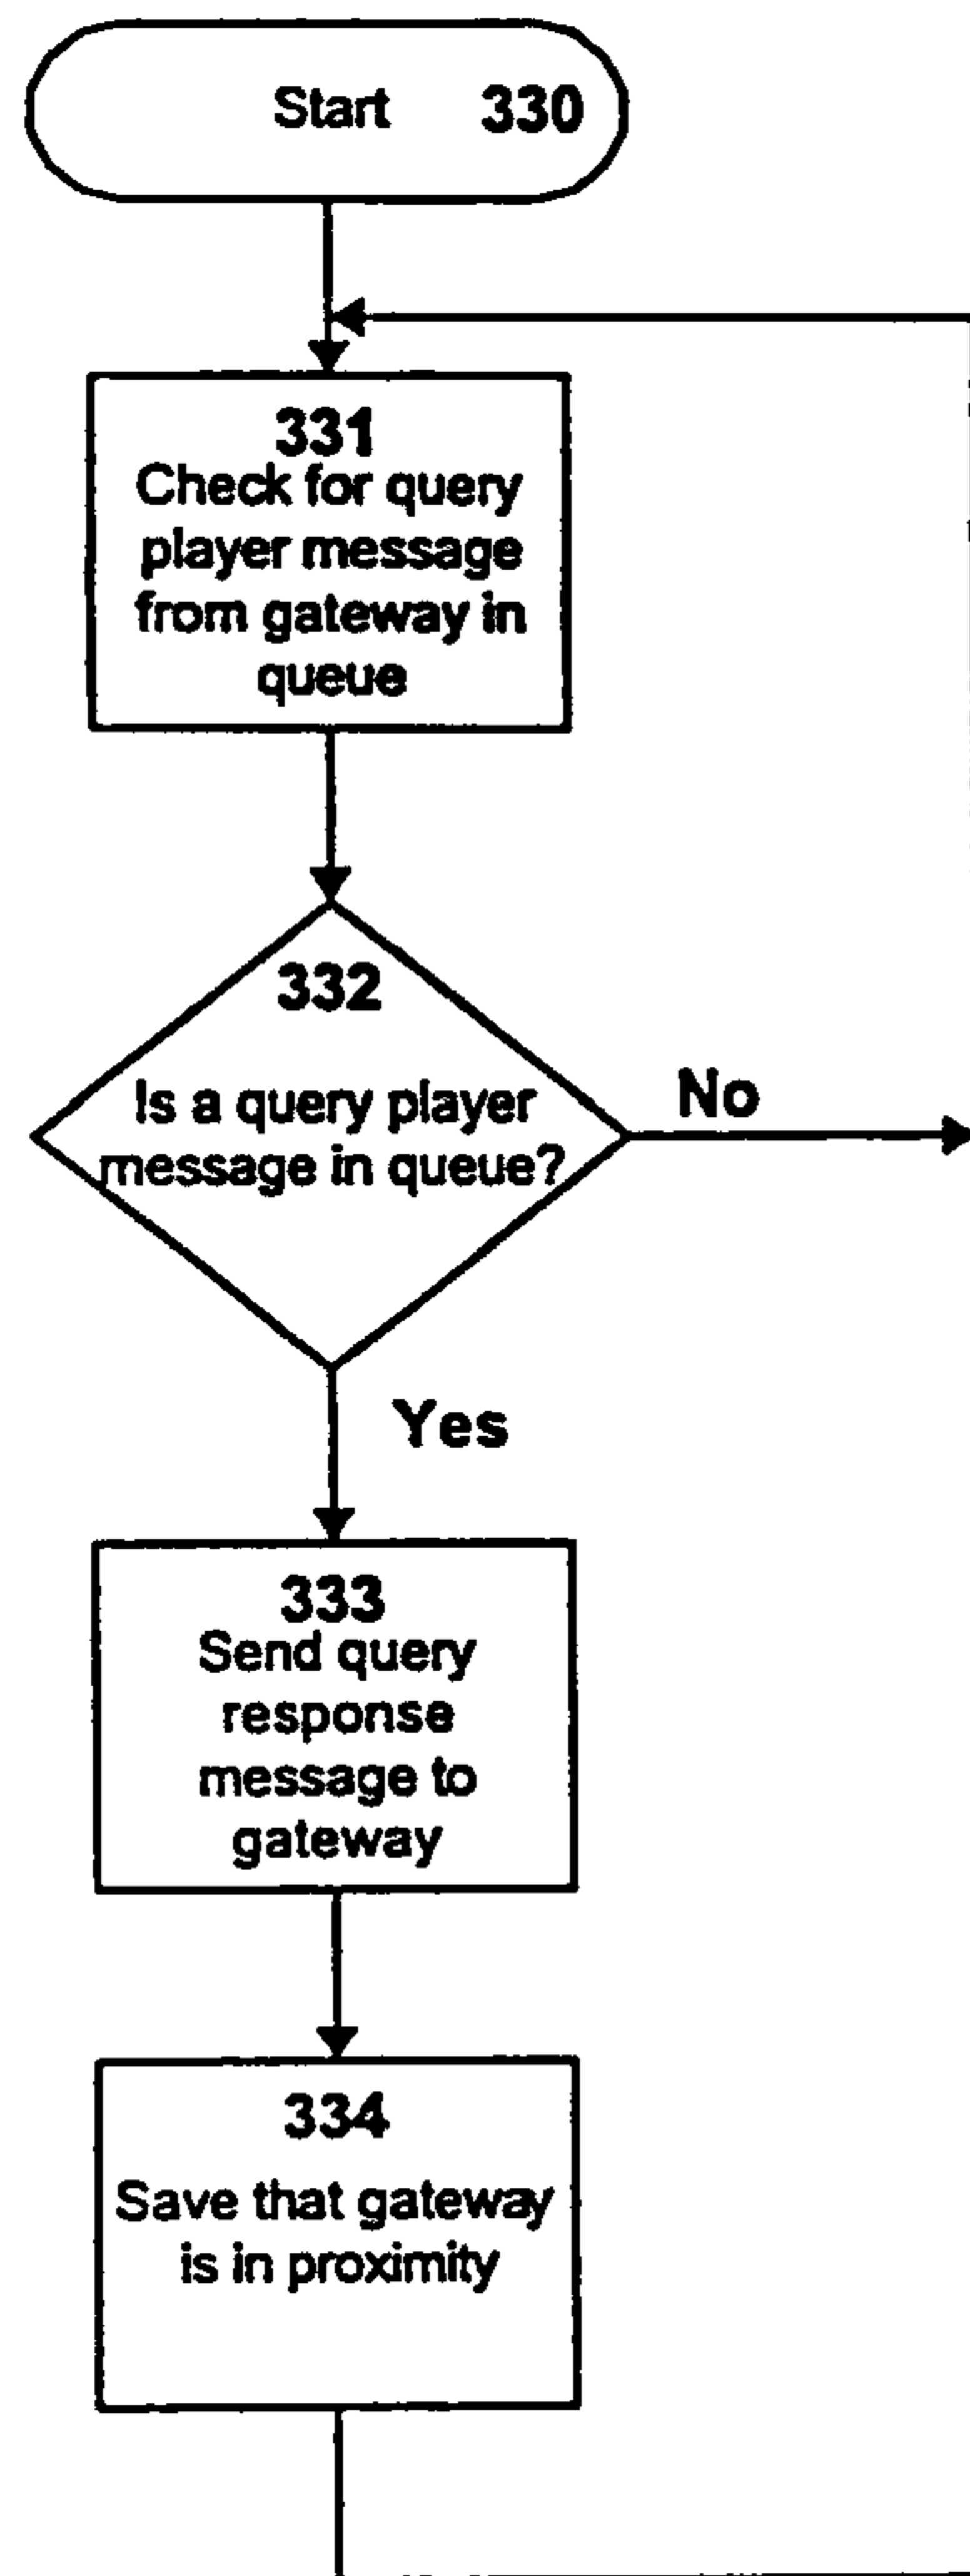 Start 330
331
Check for query
player message
from gateway in
queue
332
Is a query player
message in queue?
No
Yes
333
Send query
response
message to
gateway
334
Save that gateway
is in proximity